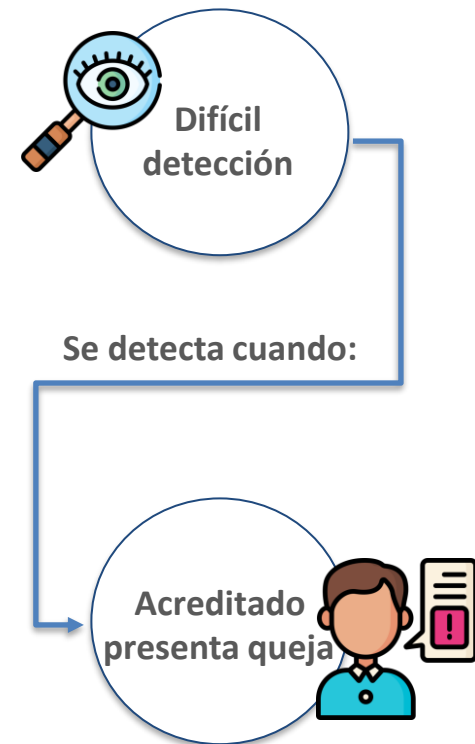 Difícil
detección
Se detecta cuando:
Acreditado
presenta queja
!